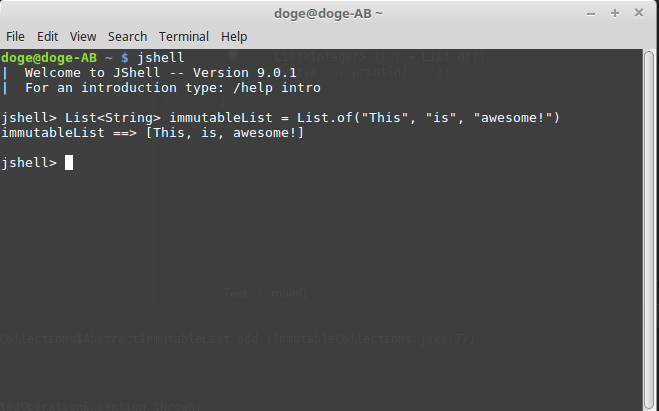 doge@doge-AB ~
File Edit View Search Terminal Help
doge@doge-AB ~ $ jshell
|  Welcome to JShell -- Version 9.0.1
|  For an introduction type: /help intro
jshell> List<String> immutableList = List.of("This", "is", "awesome!")
immutableList ==> [This, is, awesome!]
jshell>
Test
main()